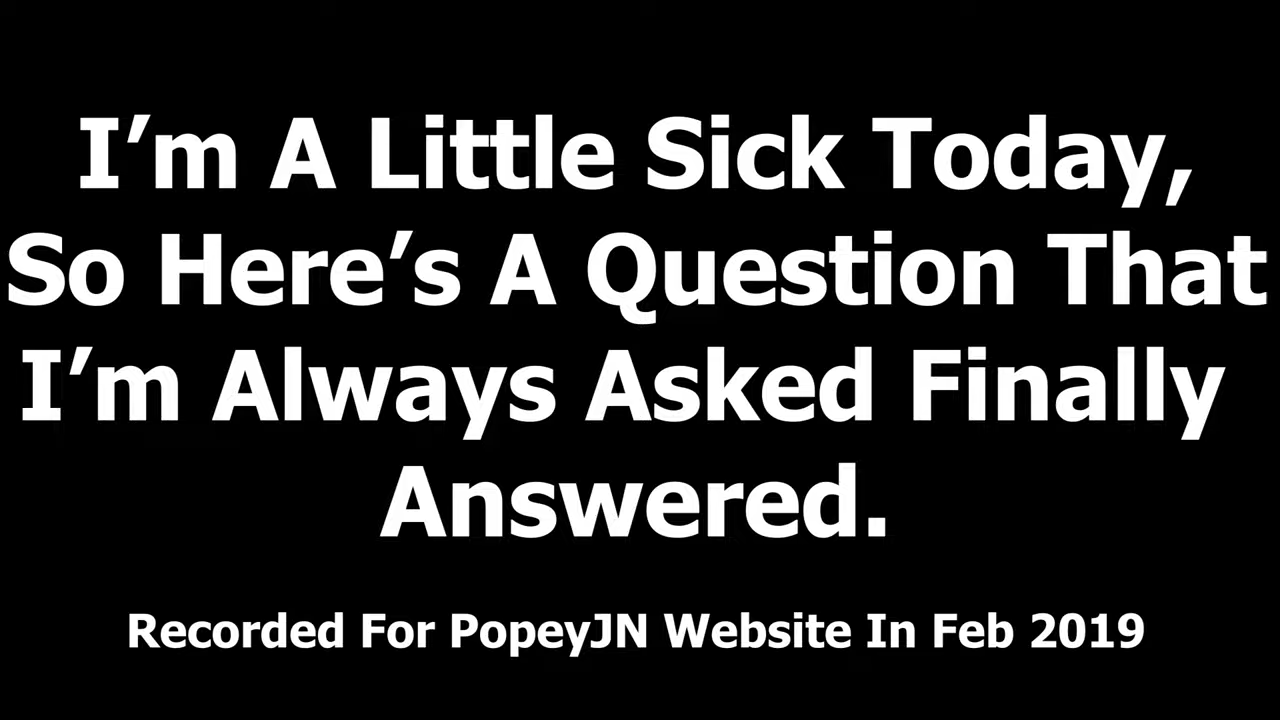 I’m A Little Sick Today,
So Here’s A Question That
I’m Always Asked Finally
Answered.
Recorded For PopeyJN Website In Feb 2019